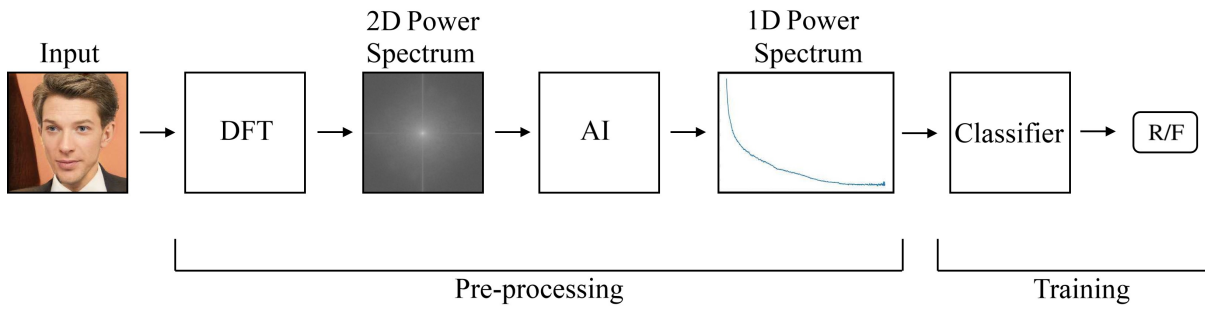 Input
2D Power
Spectrum
1D Power
Spectrum
DFT
AI
Classifier
R/F
Pre-processing
Training